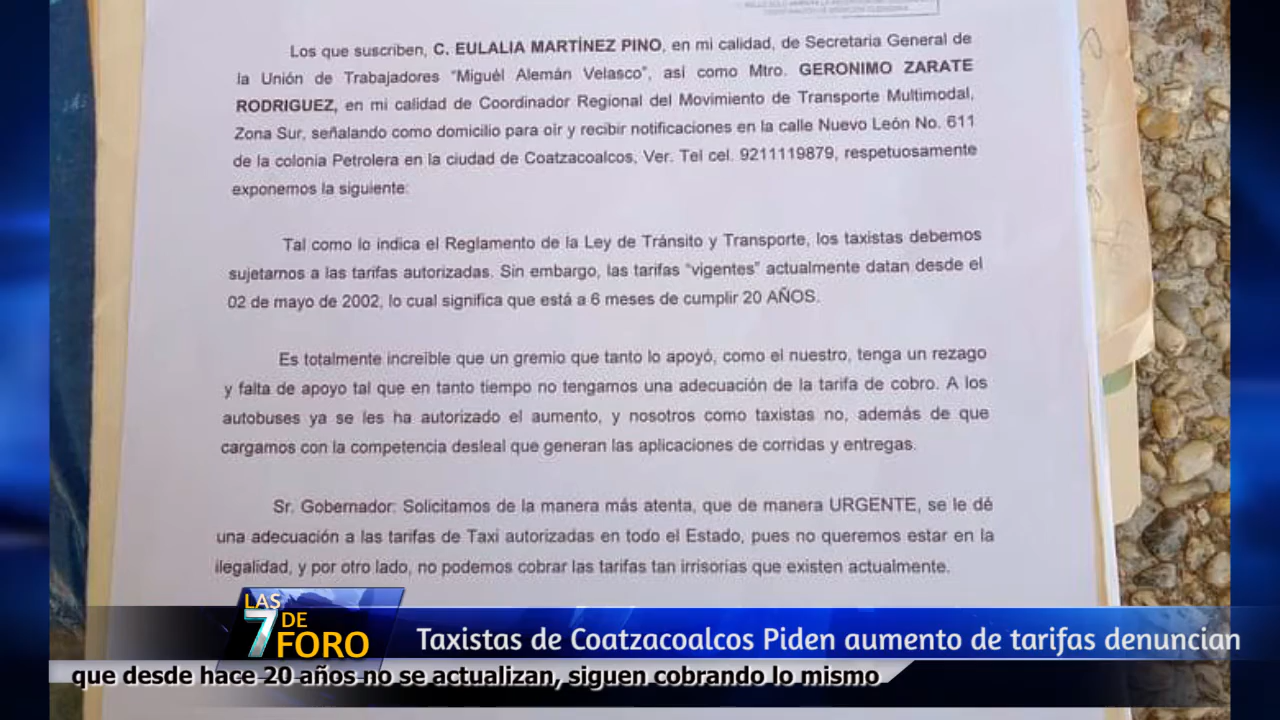 Los que suscriben, C. EULALIA MARTÍNEZ PINO, en mi calidad, de Secretaria General de
la Unión de Trabajadores "Miguél Alemán Velasco", así como Mtro. GERONIMO ZARATE
RODRIGUEZ, en mi calidad de Coordinador Regional del Movimiento de Transporte Multimodal,
Zona Sur, señalando como domicilio para oír y recibir notificaciones en la calle Nuevo León No. 611
de la colonia Petrolera en la ciudad de Coatzacoalcos, Ver. Tel cel. 9211119879, respetuosamente
exponemos la siguiente:
Tal como lo indica el Reglamento de la Ley de Tránsito y Transporte, los taxistas debemos
sujetarnos a las tarifas autorizadas. Sin embargo, las tarifas "vigentes" actualmente datan desde el
02 de mayo de 2002, lo cual significa que está a 6 meses de cumplir 20 AÑOS.
Es totalmente increíble que un gremio que tanto lo apoyó, como el nuestro, tenga un rezago
y falta de apoyo tal que en tanto tiempo no tengamos una adecuación de la tarifa de cobro. A los
autobuses ya se les ha autorizado el aumento, y nosotros como taxistas no, además de que
cargamos con la competencia desleal que generan las aplicaciones de corridas y entregas.
Sr. Gobernador: Solicitamos de la manera más atenta, que de manera URGENTE, se le dé
una adecuación a las tarifas de Taxi autorizadas en todo el Estado, pues no queremos estar en la
ilegalidad, y por otro lado, no podemos cobrar las tarifas tan irrisorias que existen actualmente.
LAS
7 DE
FORO
Taxistas de Coatzacoalcos Piden aumento de tarifas denuncian
que desde hace 20 años no se actualizan, siguen cobrando lo mismo